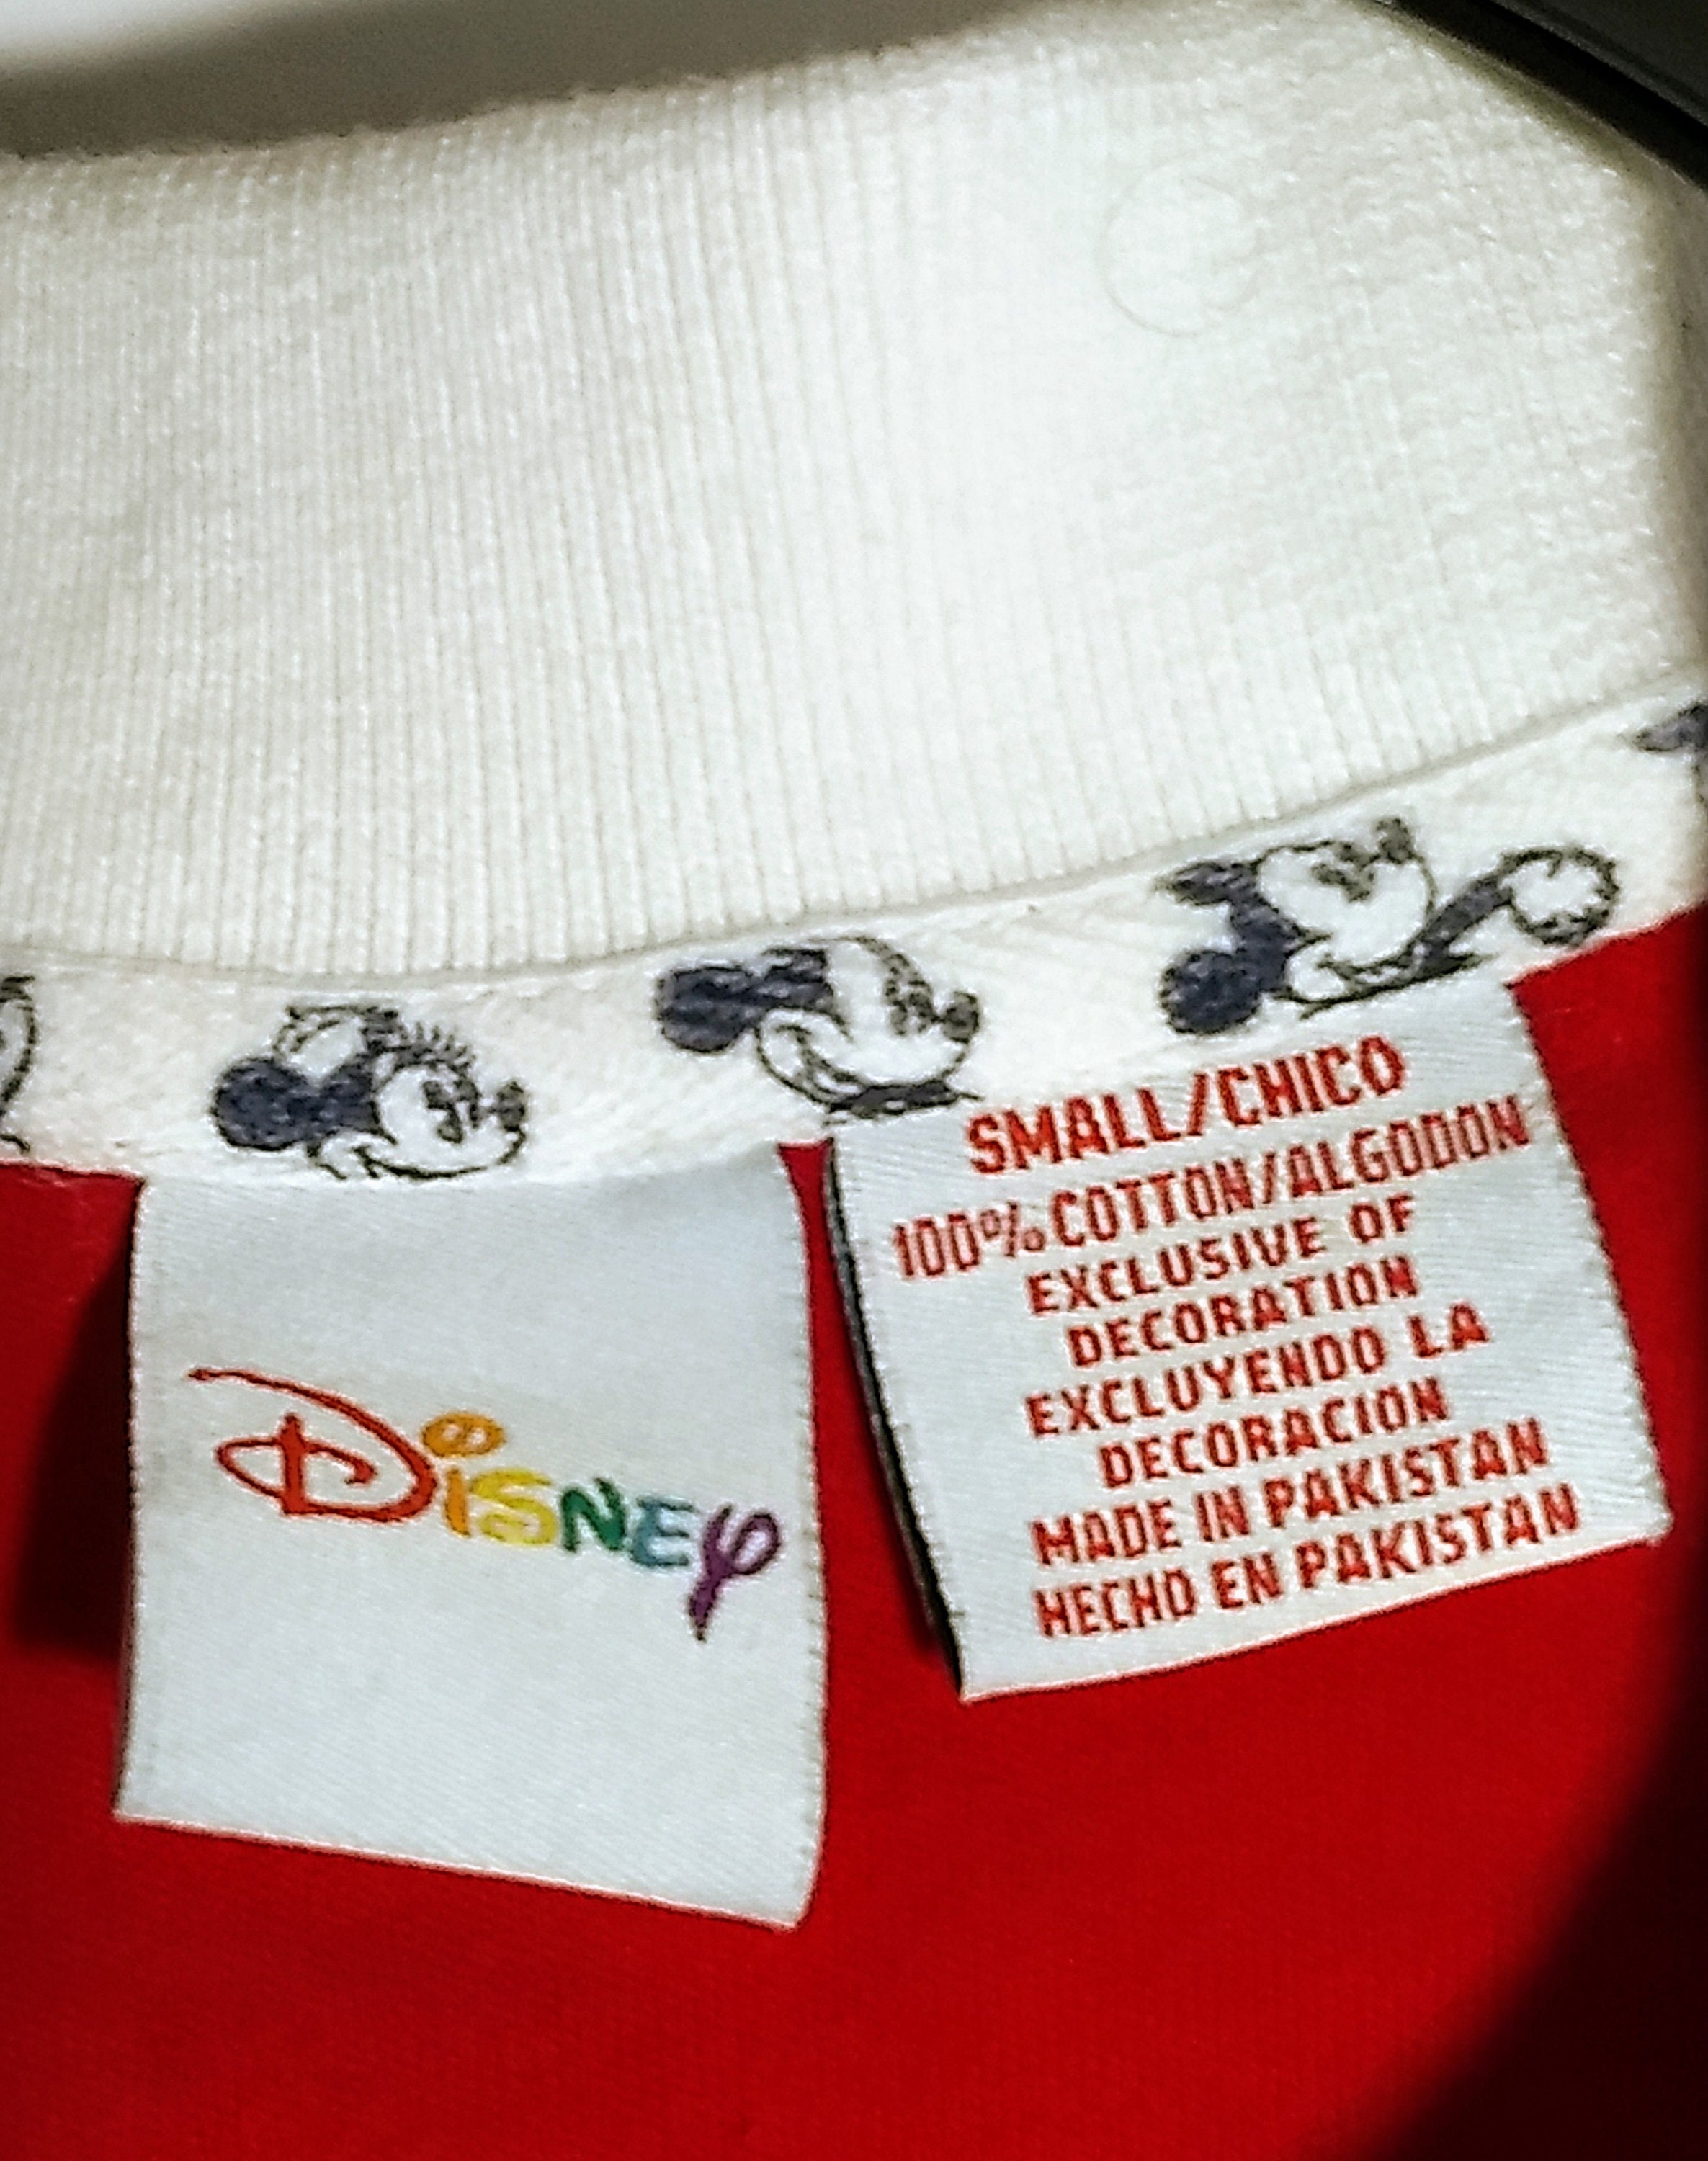 DisNEy
SMALL/CHICO
100% COTTON/ALGODON
EXCLUSIVE OF
DECORATION
EXCLUYENDO LA
DECORACION
MADE IN PAKISTAN
HECHO EN PAKISTAN